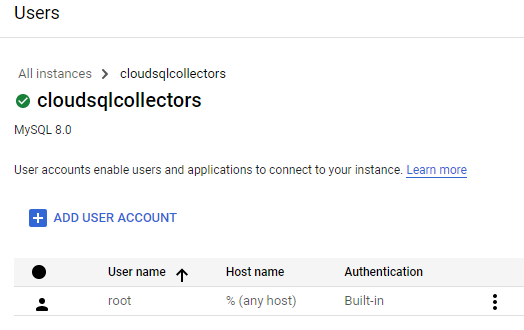 Users
All instances > cloudsqlcollectors
cloudsqlcollectors
MySQL 8.0
User accounts enable users and applications to connect to your instance. Learn more
ADD USER ACCOUNT
User name Host name Authentication
root % (any host) Built-in